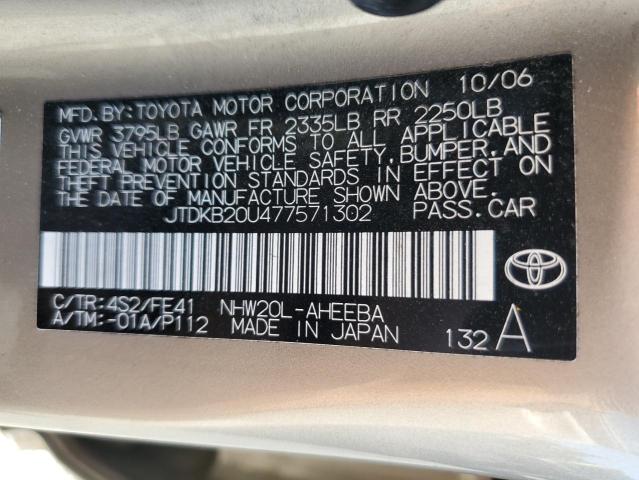 MFD. BY: TOYOTA MOTOR CORPORATION 10/06
GVWR 3795LB GAWR FR 2335LB RR 2250LB
THIS VEHICLE CONFORMS TO ALL APPLICABLE
FEDERAL MOTOR VEHICLE SAFETY, BUMPER, AND
THEFT PREVENTION STANDARDS IN EFFECT ON
THE DATE OF MANUFACTURE SHOWN ABOVE.
JTDKB20U477571302 PASS.CAR
C/TR:4S2/FE41 NHW20L-AHEEBA
A/TM:-01A/P112 MADE IN JAPAN 132 A